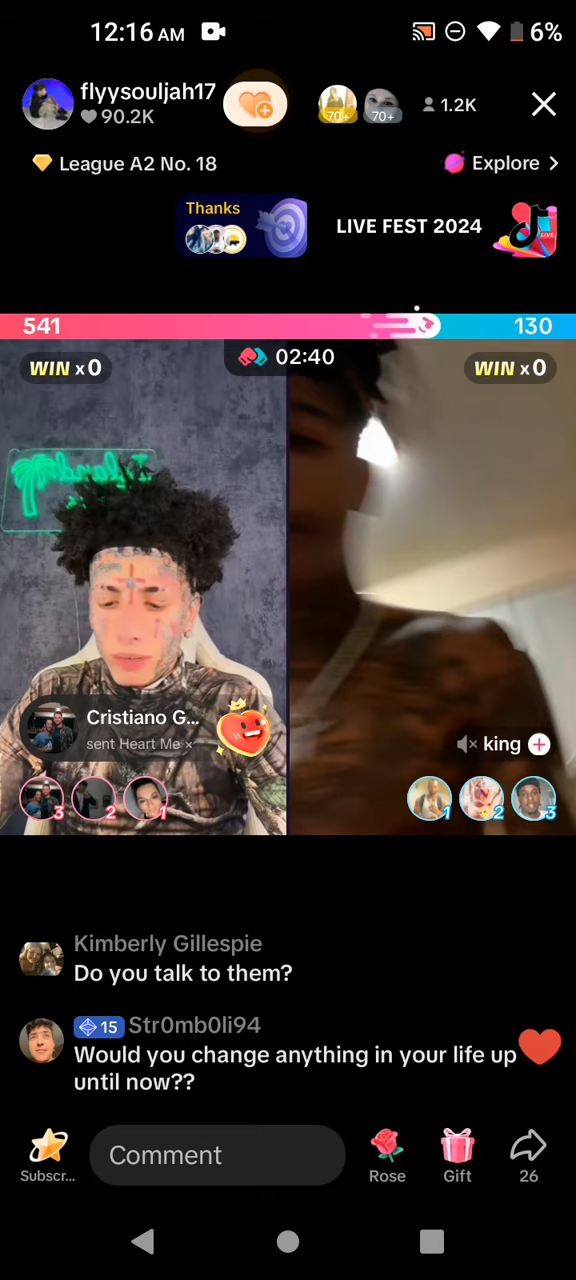 12:16 AM
6%
flyysouljah17
90.2K
70+
70+
1.2K
League A2 No. 18
Explore >
Thanks
LIVE FEST 2024
LIVE
541
130
WIN x0
02:40
WIN x0
Island
Cristiano G...
sent Heart Me ×
king
3
2
1
1
2
3
Kimberly Gillespie
Do you talk to them?
15 Str0mb0li94
Would you change anything in your life up
until now??
Subscr...
Comment
Rose
Gift
26